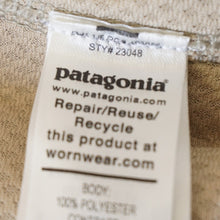 STY# 23048
patagonia®
www.patagonia.com
Repair/Reuse/
Recycle
this product at
wornwear.com
BODY:
100% POLYESTER